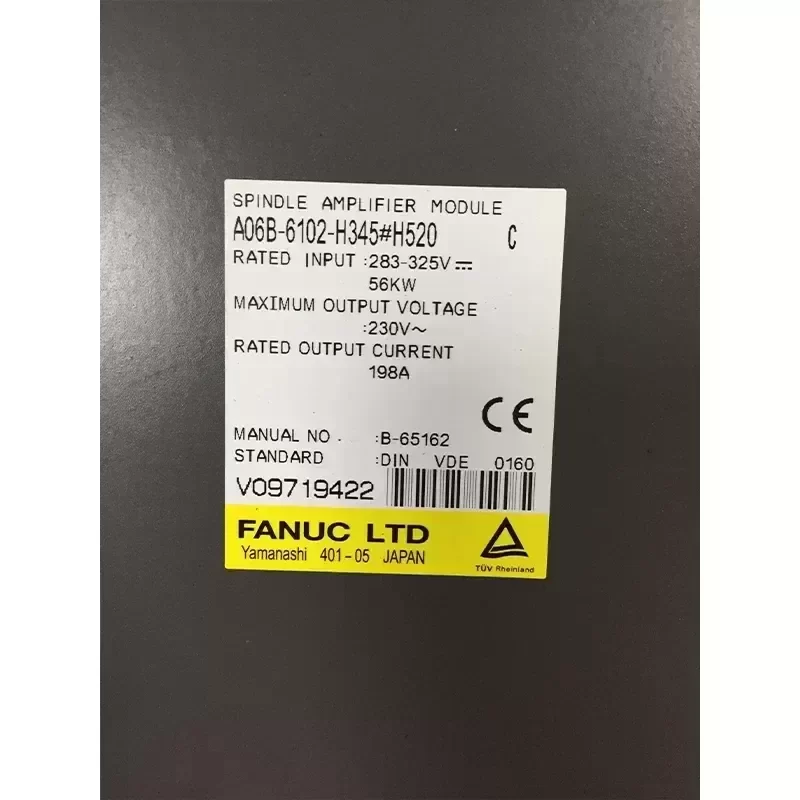 SPINDLE AMPLIFIER MODULE
A06B-6102-H345#H520 C
RATED INPUT :283-325V⎓
56KW
MAXIMUM OUTPUT VOLTAGE
:230V~
RATED OUTPUT CURRENT
198A
CE
MANUAL NO. :B-65162
STANDARD :DIN VDE 0160
V09719422
FANUC LTD
Yamanashi 401-05 JAPAN
TÜV Rheinland